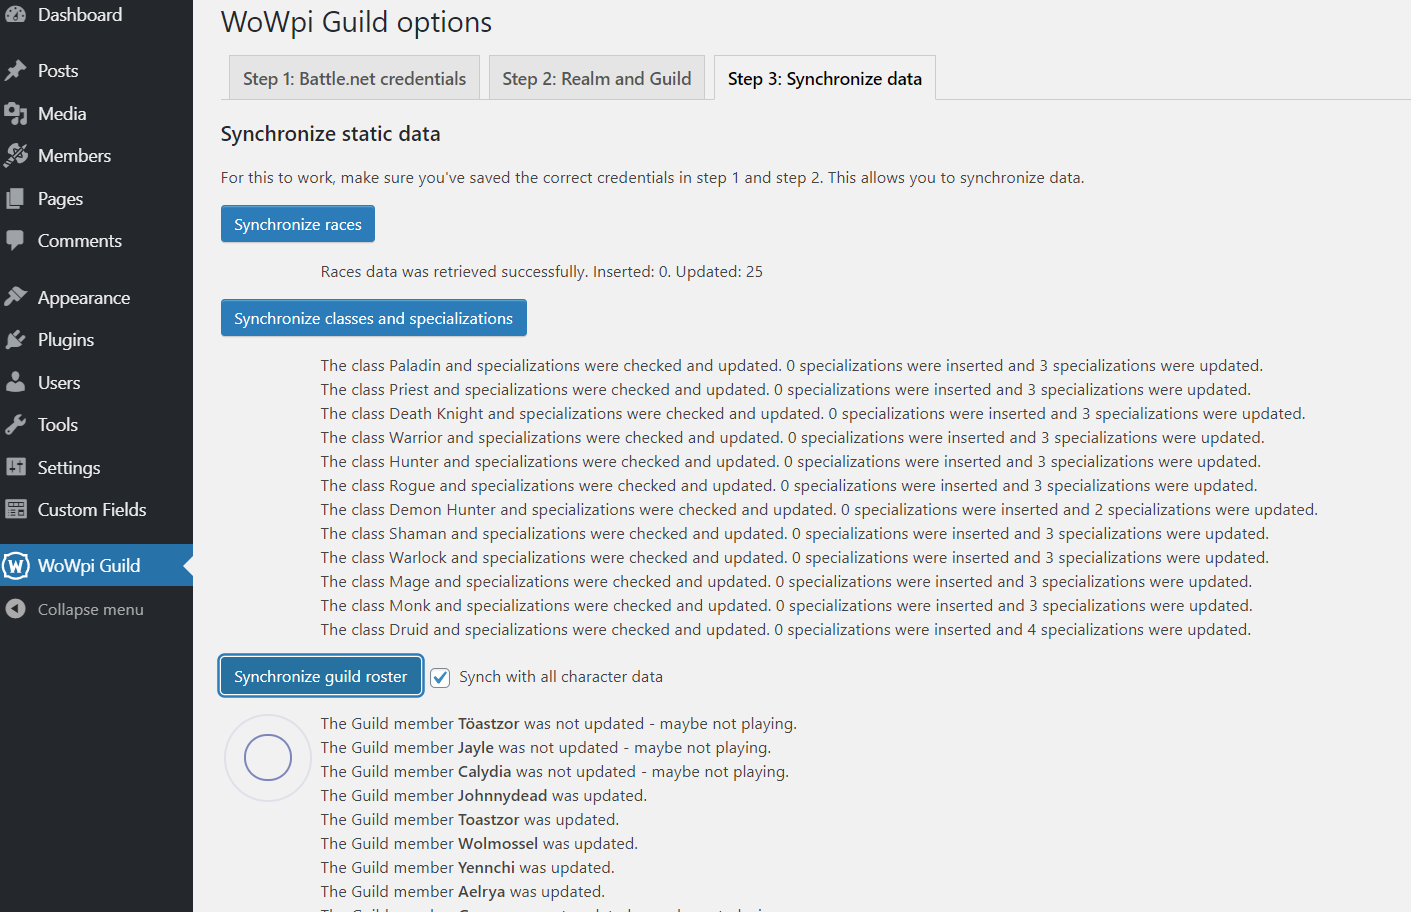 Dashboard
Posts
Media
Members
Pages
Comments
Appearance
Plugins
Users
Tools
Settings
Custom Fields
WoWpi Guild
Collapse menu
WoWpi Guild options
Step 1: Battle.net credentials
Step 2: Realm and Guild
Step 3: Synchronize data
Synchronize static data
For this to work, make sure you've saved the correct credentials in step 1 and step 2. This allows you to synchronize data.
Synchronize races
Races data was retrieved successfully. Inserted: 0. Updated: 25
Synchronize classes and specializations
The class Paladin and specializations were checked and updated. 0 specializations were inserted and 3 specializations were updated.
The class Priest and specializations were checked and updated. 0 specializations were inserted and 3 specializations were updated.
The class Death Knight and specializations were checked and updated. 0 specializations were inserted and 3 specializations were updated.
The class Warrior and specializations were checked and updated. 0 specializations were inserted and 3 specializations were updated.
The class Hunter and specializations were checked and updated. 0 specializations were inserted and 3 specializations were updated.
The class Rogue and specializations were checked and updated. 0 specializations were inserted and 3 specializations were updated.
The class Demon Hunter and specializations were checked and updated. 0 specializations were inserted and 2 specializations were updated.
The class Shaman and specializations were checked and updated. 0 specializations were inserted and 3 specializations were updated.
The class Warlock and specializations were checked and updated. 0 specializations were inserted and 3 specializations were updated.
The class Mage and specializations were checked and updated. 0 specializations were inserted and 3 specializations were updated.
The class Monk and specializations were checked and updated. 0 specializations were inserted and 3 specializations were updated.
The class Druid and specializations were checked and updated. 0 specializations were inserted and 4 specializations were updated.
Synchronize guild roster
Synch with all character data
The Guild member Töastzor was not updated - maybe not playing.
The Guild member Jayle was not updated - maybe not playing.
The Guild member Calydia was not updated - maybe not playing.
The Guild member Johnnydead was updated.
The Guild member Toastzor was updated.
The Guild member Wolmossel was updated.
The Guild member Yennchi was updated.
The Guild member Aelrya was updated.